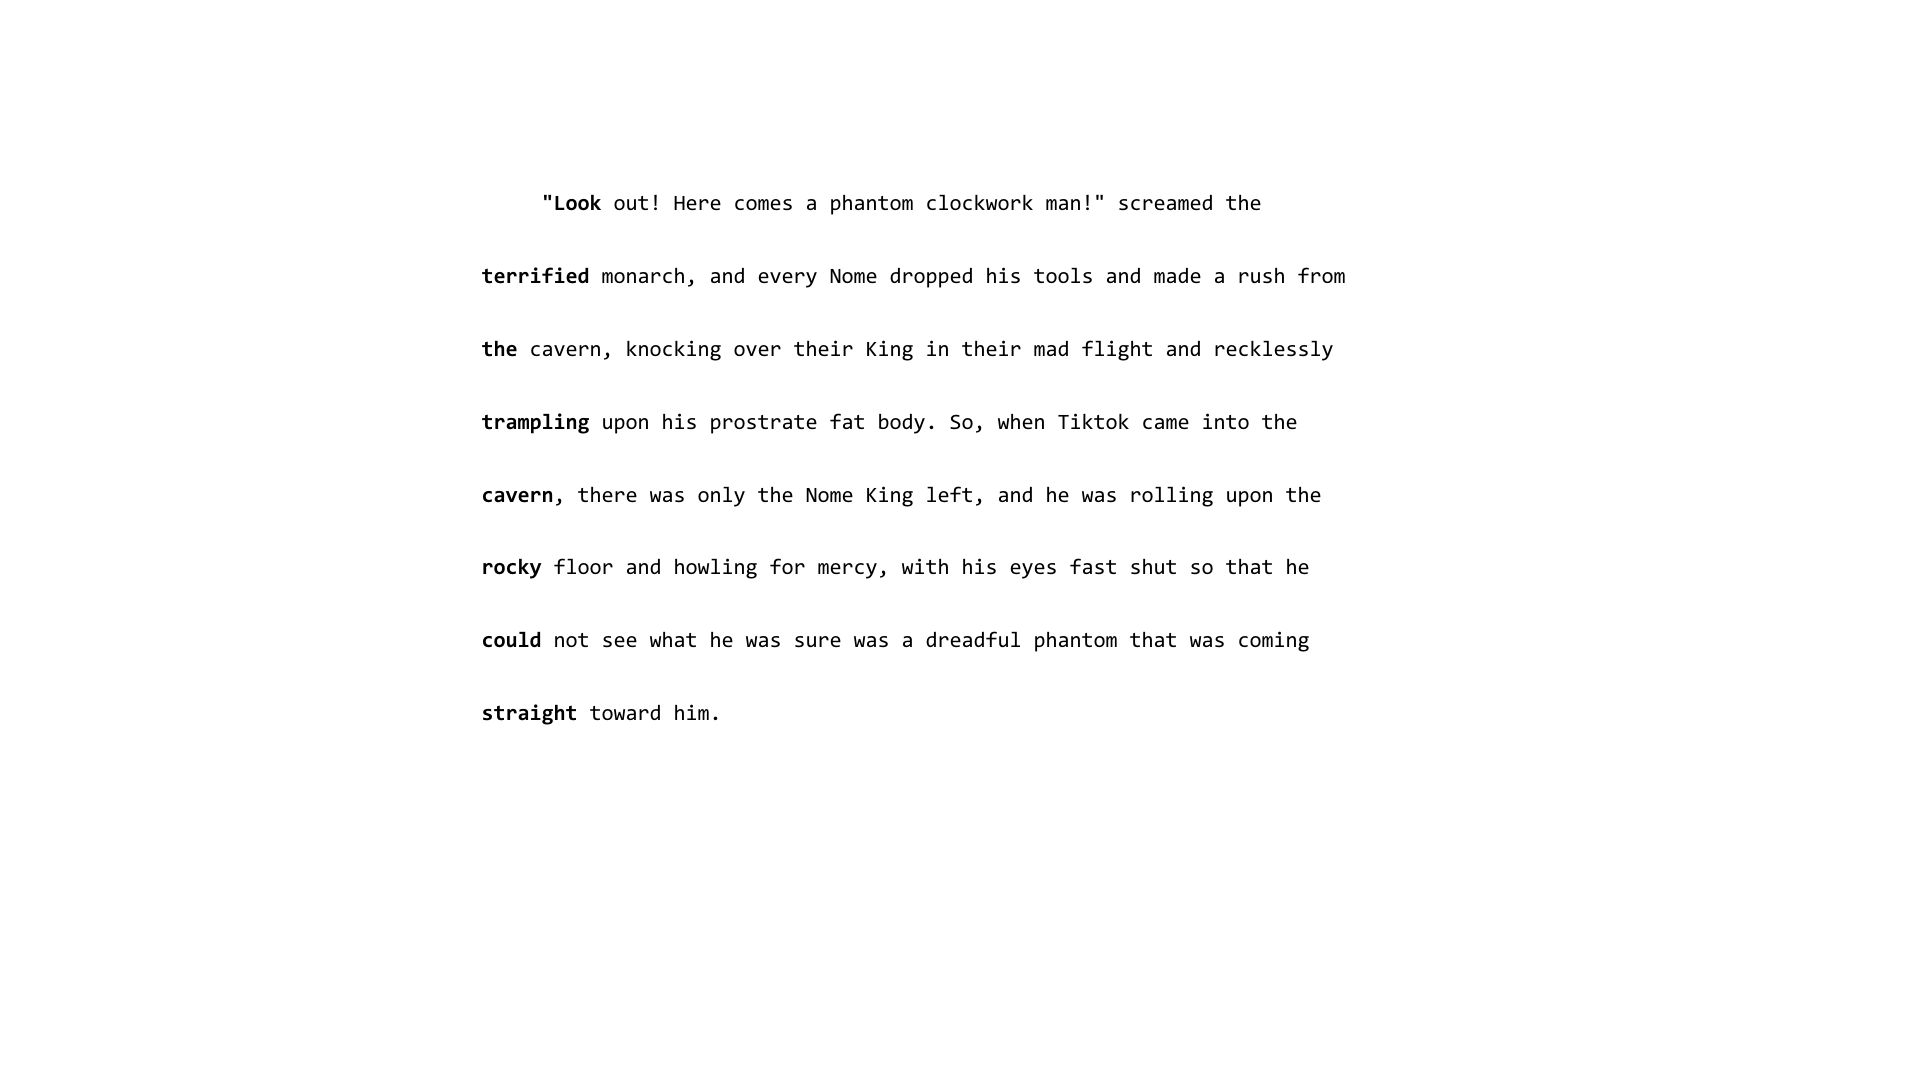 "Look out! Here comes a phantom clockwork man!" screamed the
terrified monarch, and every Nome dropped his tools and made a rush from
the cavern, knocking over their King in their mad flight and recklessly
trampling upon his prostrate fat body. So, when Tiktok came into the
cavern, there was only the Nome King left, and he was rolling upon the
rocky floor and howling for mercy, with his eyes fast shut so that he
could not see what he was sure was a dreadful phantom that was coming
straight toward him.